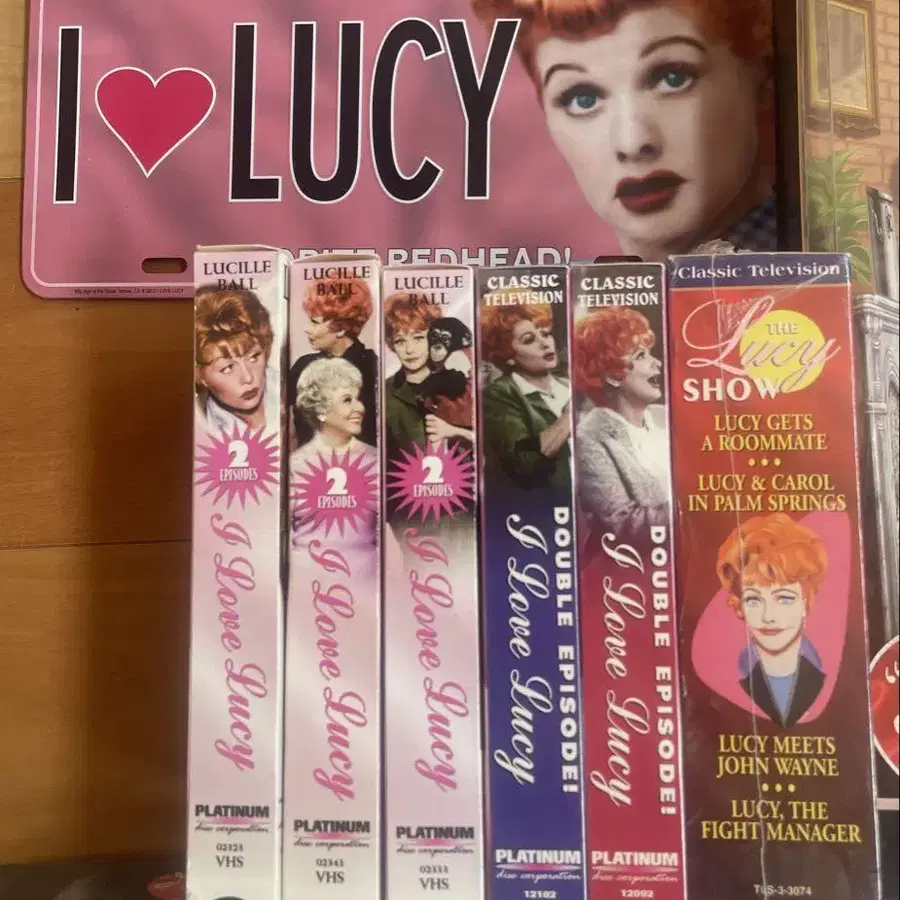 I ♥ LUCY
REDHEAD!
LUCILLE
BALL
2
EPISODES
I Love Lucy
PLATINUM
disc corporation
02323
VHS
LUCILLE
BALL
2
EPISODES
I Love Lucy
PLATINUM
disc corporation
02343
VHS
LUCILLE
BALL
2
EPISODES
I Love Lucy
PLATINUM
disc corporation
02333
VHS
CLASSIC
TELEVISION
DOUBLE EPISODE!
I Love Lucy
PLATINUM
disc corporation
12102
CLASSIC
TELEVISION
DOUBLE EPISODE!
I Love Lucy
PLATINUM
disc corporation
12092
Classic Television
THE
Lucy
SHOW
LUCY GETS
A ROOMMATE
•••
LUCY & CAROL
IN PALM SPRINGS
LUCY MEETS
JOHN WAYNE
•••
LUCY, THE
FIGHT MANAGER
TLS-3-3074